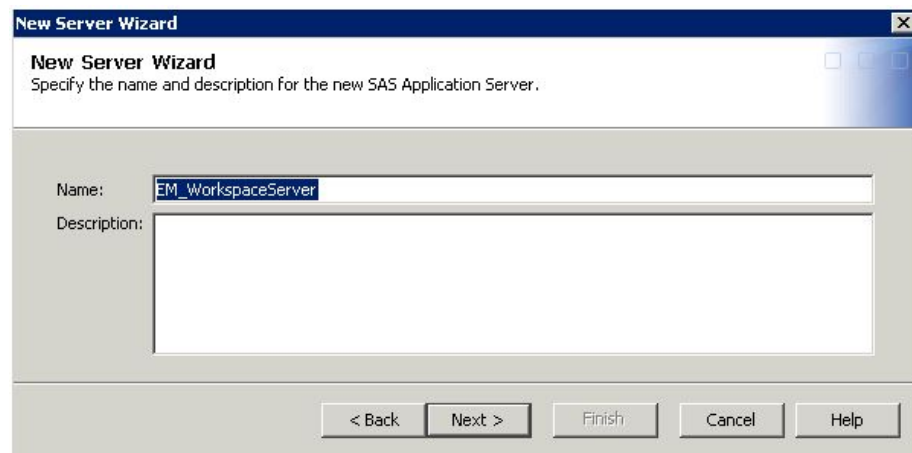 New Server Wizard
New Server Wizard
Specify the name and description for the new SAS Application Server.
Name: EM_WorkspaceServer
Description:
< Back Next > Finish Cancel Help